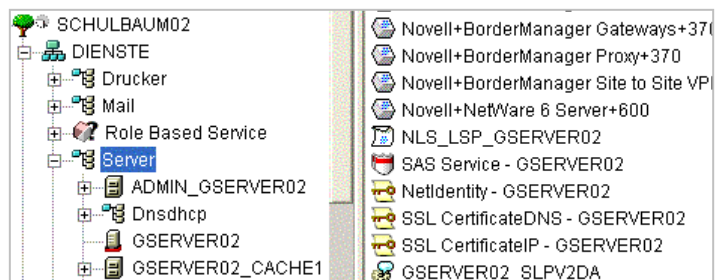 SCHULBAUM02
DIENSTE
Drucker
Mail
Role Based Service
Server
ADMIN_GSERVER02
Dnsdhcp
GSERVER02
GSERVER02_CACHE1
Novell+BorderManager Gateways+37
Novell+BorderManager Proxy+370
Novell+BorderManager Site to Site VP
Novell+NetWare 6 Server+600
NLS_LSP_GSERVER02
SAS Service - GSERVER02
NetIdentity - GSERVER02
SSL CertificateDNS - GSERVER02
SSL CertificateIP - GSERVER02
GSERVER02_SLPV2DA